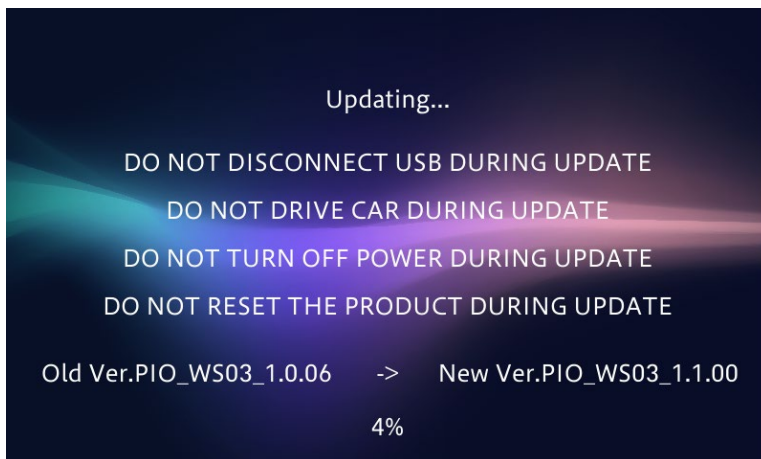 Updating...
DO NOT DISCONNECT USB DURING UPDATE
DO NOT DRIVE CAR DURING UPDATE
DO NOT TURN OFF POWER DURING UPDATE
DO NOT RESET THE PRODUCT DURING UPDATE
Old Ver.PIO_WS03_1.0.06 -> New Ver.PIO_WS03_1.1.00
4%